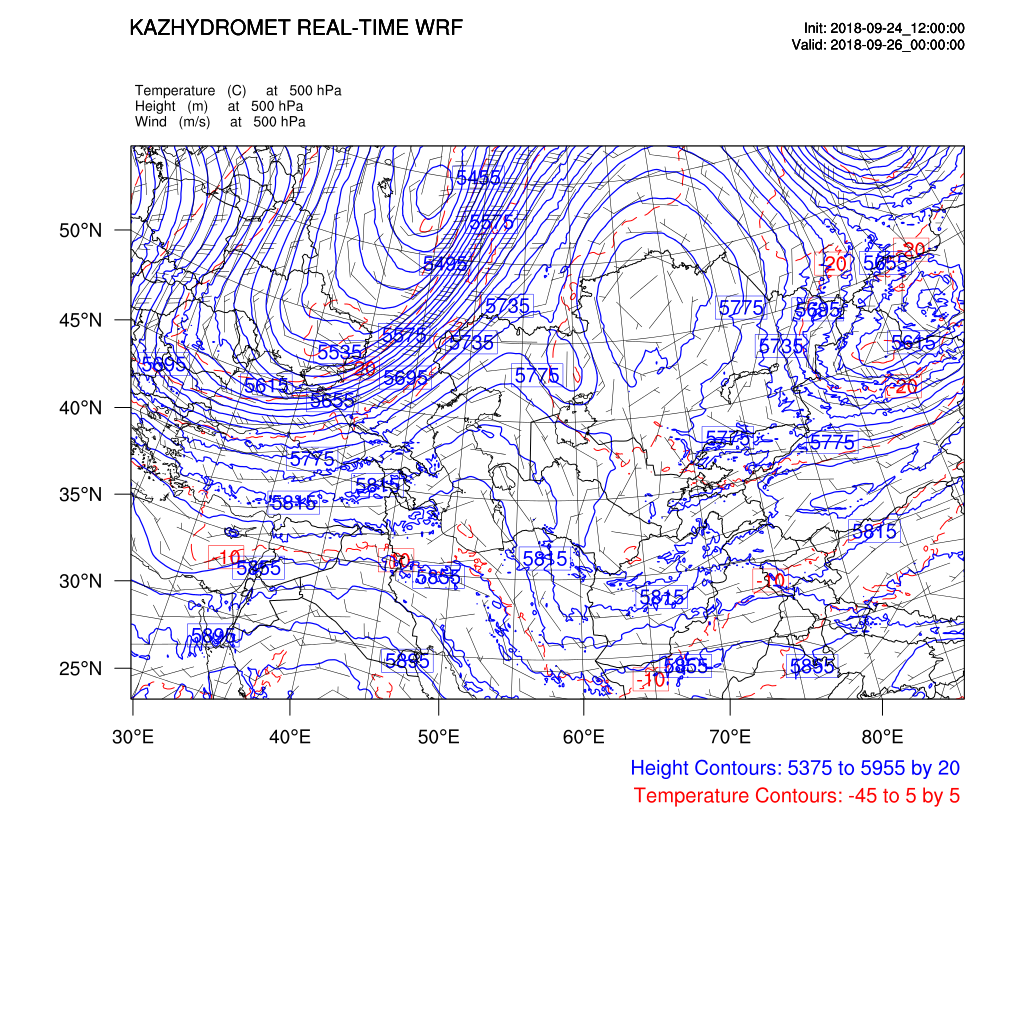 KAZHYDROMET REAL-TIME WRF
Init: 2018-09-24_12:00:00
Valid: 2018-09-26_00:00:00
Temperature (C) at 500 hPa
Height (m) at 500 hPa
Wind (m/s) at 500 hPa
5455
5575
50°N
-20
-20
5495
5655
5735
5775
5685
45°N
5575
5735
5735
5615
5535
5695
-20
5695
5775
5615
-20
5655
40°N
5775
5775
5775
5815
35°N
5815
5815
-10
-10
5815
5855
5855
-10
30°N
5815
5895
5895
5855
5855
25°N
-10
30°E 40°E 50°E 60°E 70°E 80°E
Height Contours: 5375 to 5955 by 20
Temperature Contours: -45 to 5 by 5